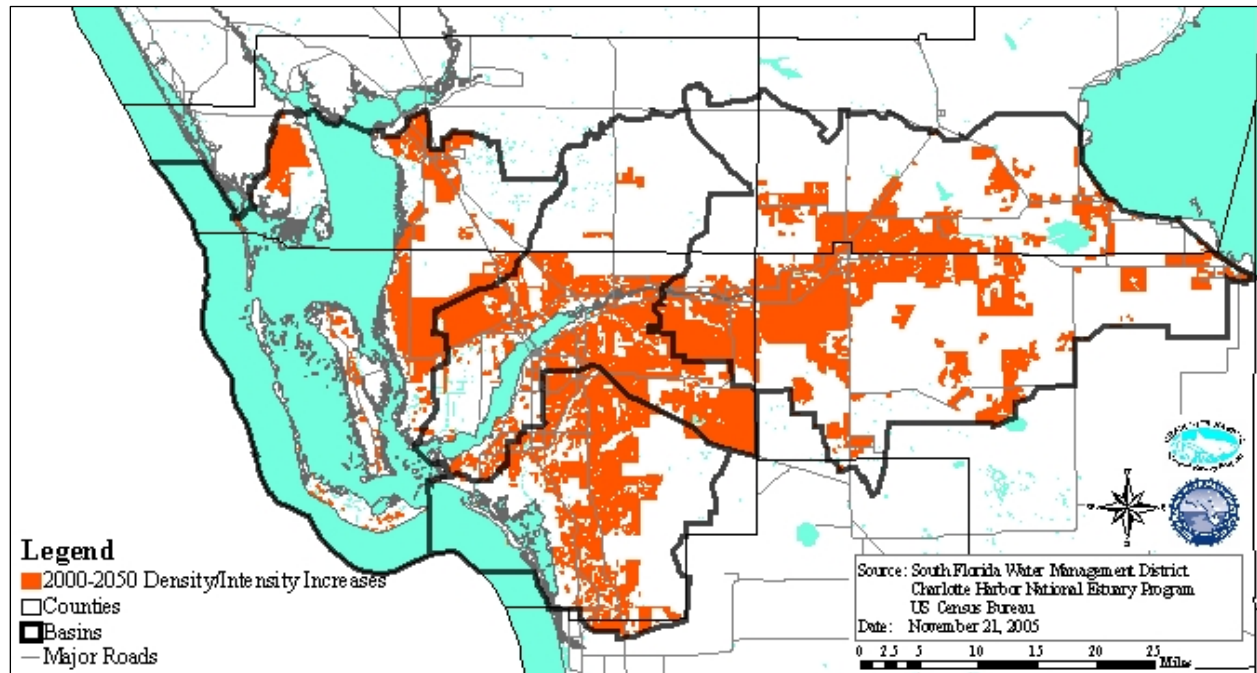 Legend
2000-2050 Density/Intensity Increases
Counties
Basins
Major Roads
Source: South Florida Water Management District
Charlotte Harbor National Estuary Program
US Census Bureau
Date: November 21, 2005
0 2.5 5 10 15 20 25
Miles